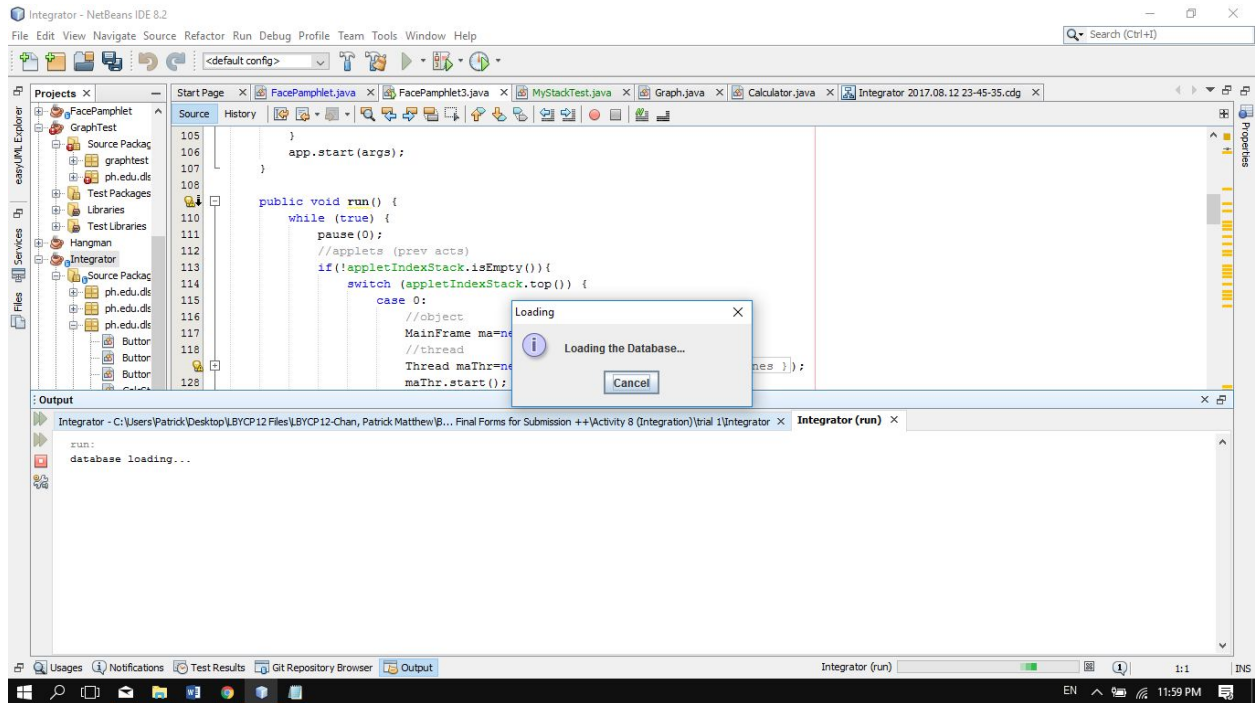 Integrator - NetBeans IDE 8.2
File Edit View Navigate Source Refactor Run Debug Profile Team Tools Window Help
Search (Ctrl+I)
<default config>
Projects
Start Page
FacePamphlet.java
FacePamphlet3.java
MyStackTest.java
Graph.java
Calculator.java
Integrator 2017.08.12 23-45-35.cdg
easyUML Explorer
Services
Files
Properties
FacePamphlet
GraphTest
Source Packag
graphtest
ph.edu.dls
Test Packages
Libraries
Test Libraries
Hangman
Integrator
Source Packag
ph.edu.dls
ph.edu.dls
ph.edu.dls
Button
Button
Button
Source History
105 }
106 app.start(args);
107 }
108
public void run() {
110 while (true) {
111 pause(0);
112 //applets (prev acts)
113 if(!appletIndexStack.isEmpty()){
114 switch (appletIndexStack.top()) {
115 case 0:
116 //object
117 MainFrame ma=ne
118 //thread
Thread maThr=ne nes });
128 maThr.start();
Loading
Loading the Database...
Cancel
Output
Integrator - C:\Users\Patrick\Desktop\LBYCP12 Files\LBYCP12-Chan, Patrick Matthew\B... Final Forms for Submission ++\Activity 8 (Integration)\trial 1\Integrator
Integrator (run)
run:
database loading...
Usages
Notifications
Test Results
Git Repository Browser
Output
Integrator (run)
1
1:1
INS
EN
11:59 PM